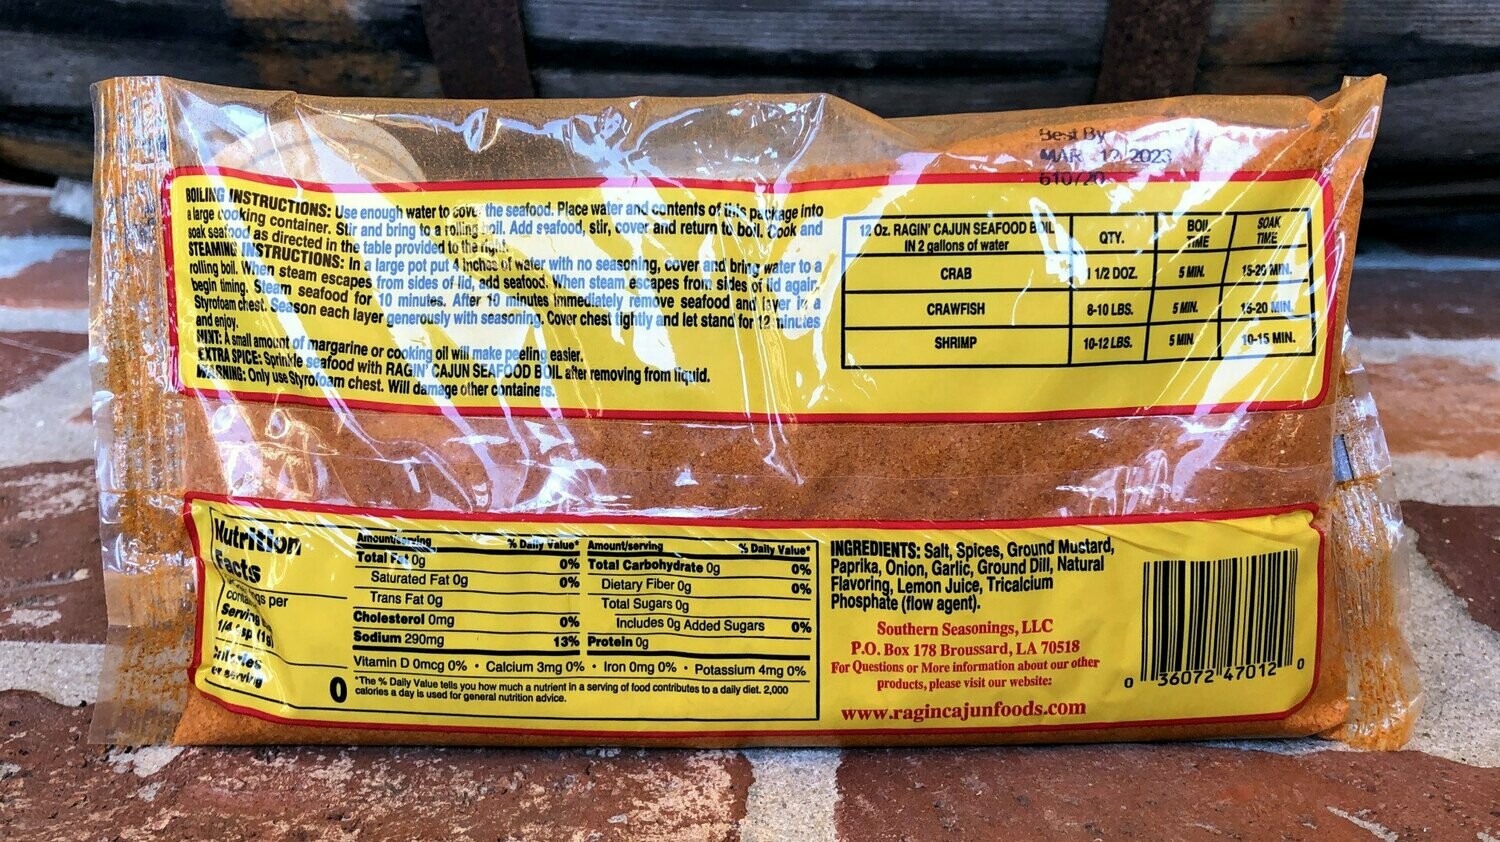 Best By
MAR 12 2023
610720
BOILING INSTRUCTIONS: Use enough water to cover the seafood. Place water and contents of this package into
a large cooking container. Stir and bring to a rolling boil. Add seafood, stir, cover and return to boil. Cook and
soak seafood as directed in the table provided to the right.
STEAMING INSTRUCTIONS: In a large pot put 4 inches of water with no seasoning, cover and bring water to a
rolling boil. When steam escapes from sides of lid, add seafood. When steam escapes from sides of lid again,
begin timing. Steam seafood for 10 minutes. After 10 minutes immediately remove seafood and layer in a
Styrofoam chest. Season each layer generously with seasoning. Cover chest tightly and let stand for 12 minutes
and enjoy.
HINT: A small amount of margarine or cooking oil will make peeling easier.
EXTRA SPICE: Sprinkle seafood with RAGIN' CAJUN SEAFOOD BOIL after removing from liquid.
WARNING: Only use Styrofoam chest. Will damage other containers.
12 Oz. RAGIN' CAJUN SEAFOOD BOIL
IN 2 gallons of water
QTY.
BOIL
TIME
SOAK
TIME
CRAB 1 1/2 DOZ. 5 MIN. 15-20 MIN.
CRAWFISH 8-10 LBS. 5 MIN. 15-20 MIN.
SHRIMP 10-12 LBS. 5 MIN. 10-15 MIN.
Nutrition
Facts
per
Serving
1/4 tsp (1g)
Calories
per serving
0
Amount/serving % Daily Value*
Total Fat 0g 0%
Saturated Fat 0g 0%
Trans Fat 0g
Cholesterol 0mg 0%
Sodium 290mg 13%
Amount/serving % Daily Value*
Total Carbohydrate 0g 0%
Dietary Fiber 0g 0%
Total Sugars 0g
Includes 0g Added Sugars 0%
Protein 0g
Vitamin D 0mcg 0% • Calcium 3mg 0% • Iron 0mg 0% • Potassium 4mg 0%
*The % Daily Value tells you how much a nutrient in a serving of food contributes to a daily diet. 2,000
calories a day is used for general nutrition advice.
INGREDIENTS: Salt, Spices, Ground Mustard,
Paprika, Onion, Garlic, Ground Dill, Natural
Flavoring, Lemon Juice, Tricalcium
Phosphate (flow agent).
Southern Seasonings, LLC
P.O. Box 178 Broussard, LA 70518
For Questions or More information about our other
products, please visit our website:
www.ragincajunfoods.com
0 36072 47012 0